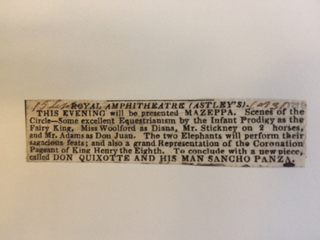 ROYAL AMPHITHEATRE (ASTLEY'S).
THIS EVENING will be presented MAZEPPA. Scenes of the
Circle—Some excellent Equestrianism by the Infant Prodigy as the
Fairy King, Miss Woolford as Diana, Mr. Stickney on 2 horses,
and Mr. Adams as Don Juan. The two Elephants will perform their
sagacious feats; and also a grand Representation of the Coronation
Pageant of King Henry the Eighth. To conclude with a new piece,
called DON QUIXOTTE AND HIS MAN SANCHO PANZA.